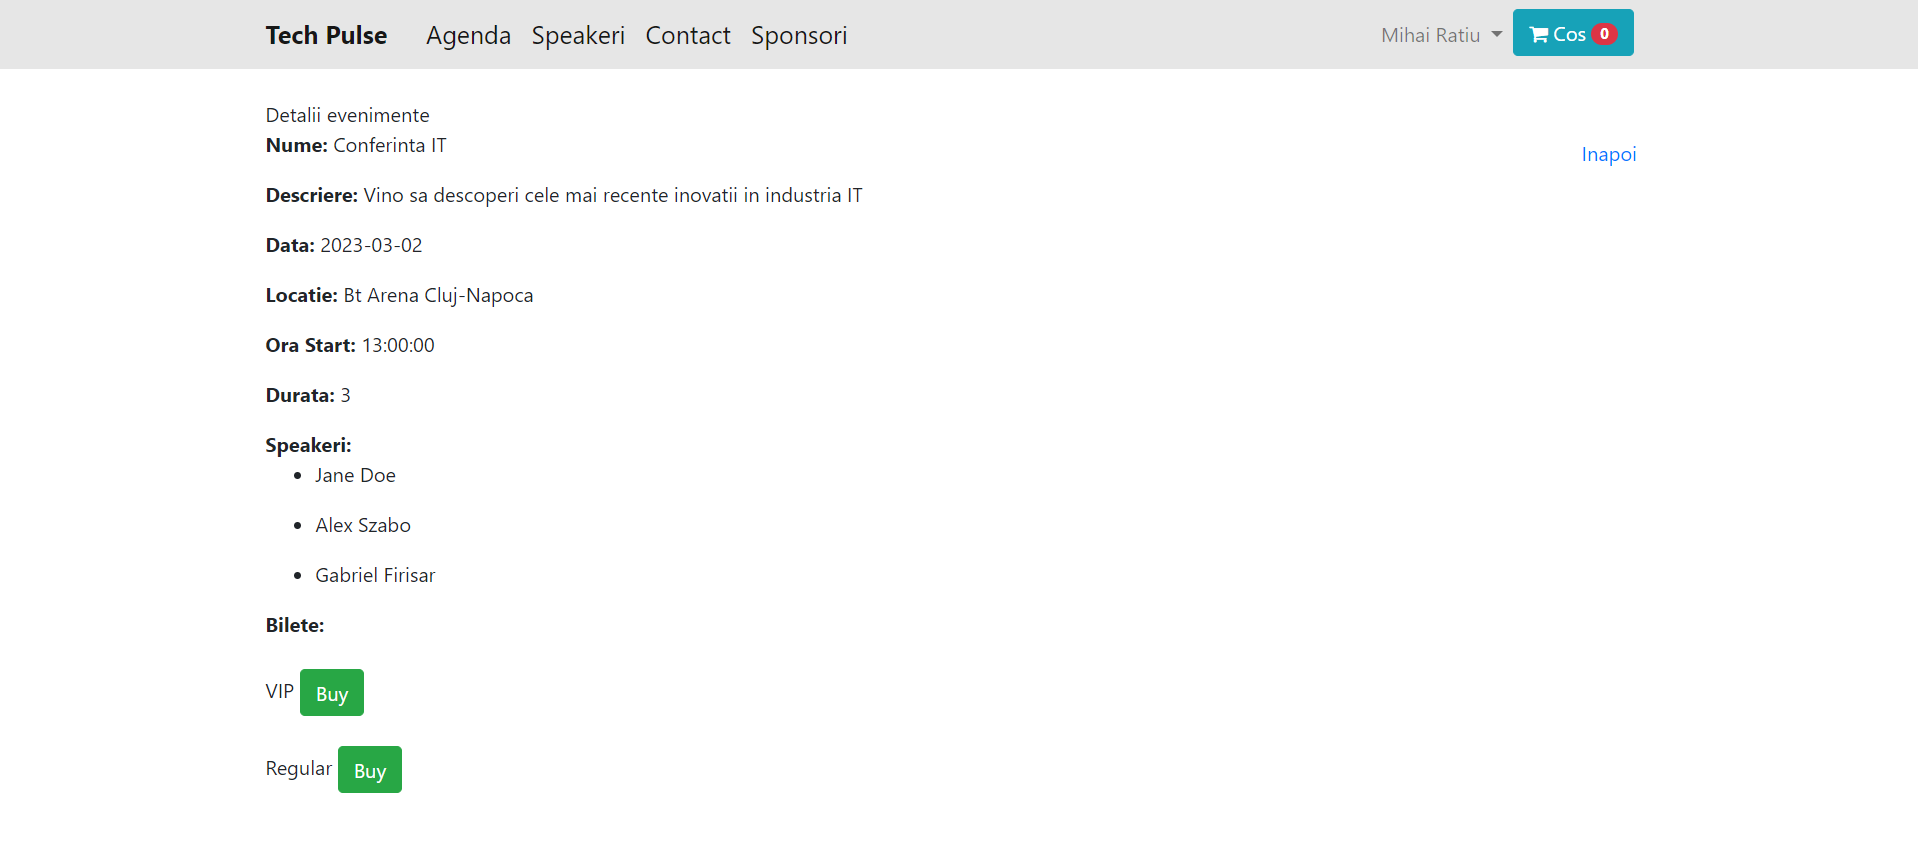 Tech Pulse Agenda Speakeri Contact Sponsori Mihai Ratiu Cos 0
Detalii evenimente
Nume: Conferinta IT
Inapoi
Descriere: Vino sa descoperi cele mai recente inovatii in industria IT
Data: 2023-03-02
Locatie: Bt Arena Cluj-Napoca
Ora Start: 13:00:00
Durata: 3
Speakeri:
Jane Doe
Alex Szabo
Gabriel Firisar
Bilete:
VIP Buy
Regular Buy